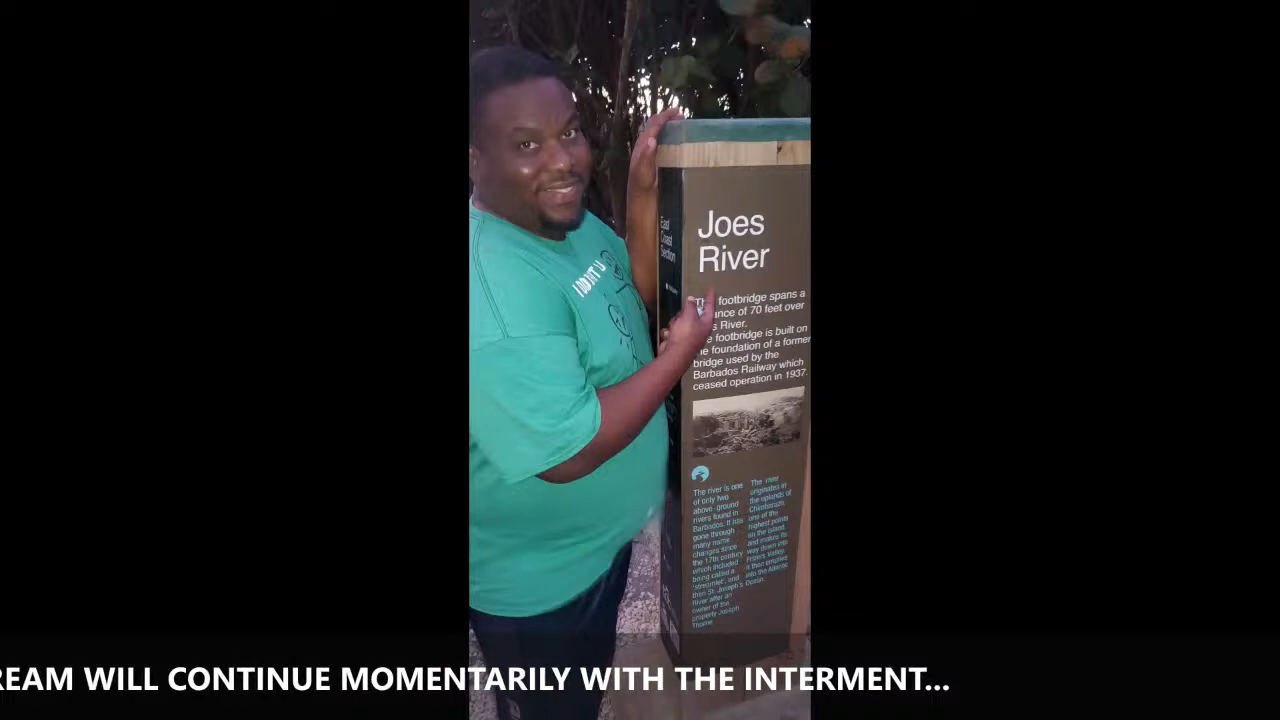 East
Coast
Section
I DIDN'T
Joes
River
footbridge spans a
ance of 70 feet over
s River.
e footbridge is built on
he foundation of a former
bridge used by the
Barbados Railway which
ceased operation in 1937.
The river is one
of only two
above-ground
rivers found in
Barbados. It has
gone through
many name
changes since
the 17th century
which included
being called a
'streamlet', and
then St. Joseph's
River after an
owner of the
property Joseph
Thorne.
The river
originates in
the uplands of
Chimborazo,
one of the
highest points
on the island
and makes its
way down into
Frizers Valley.
It then emptied
into the Atlantic
Ocean.
REAM WILL CONTINUE MOMENTARILY WITH THE INTERMENT...